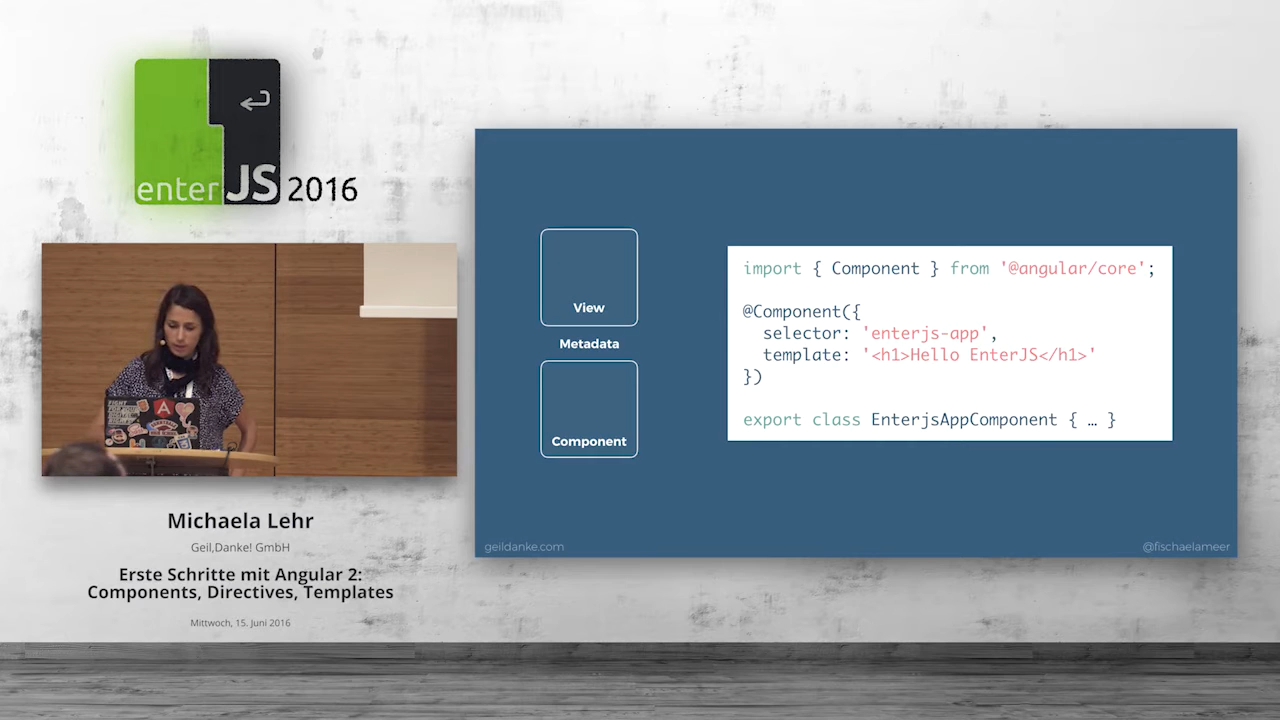 enterJS 2016
Michaela Lehr
Geil,Danke! GmbH
Erste Schritte mit Angular 2:
Components, Directives, Templates
Mittwoch, 15. Juni 2016
View
Metadata
Component
import { Component } from '@angular/core';
@Component({
selector: 'enterjs-app',
template: '<h1>Hello EnterJS</h1>'
})
export class EnterjsAppComponent { … }
geildanke.com
@fischaelameer